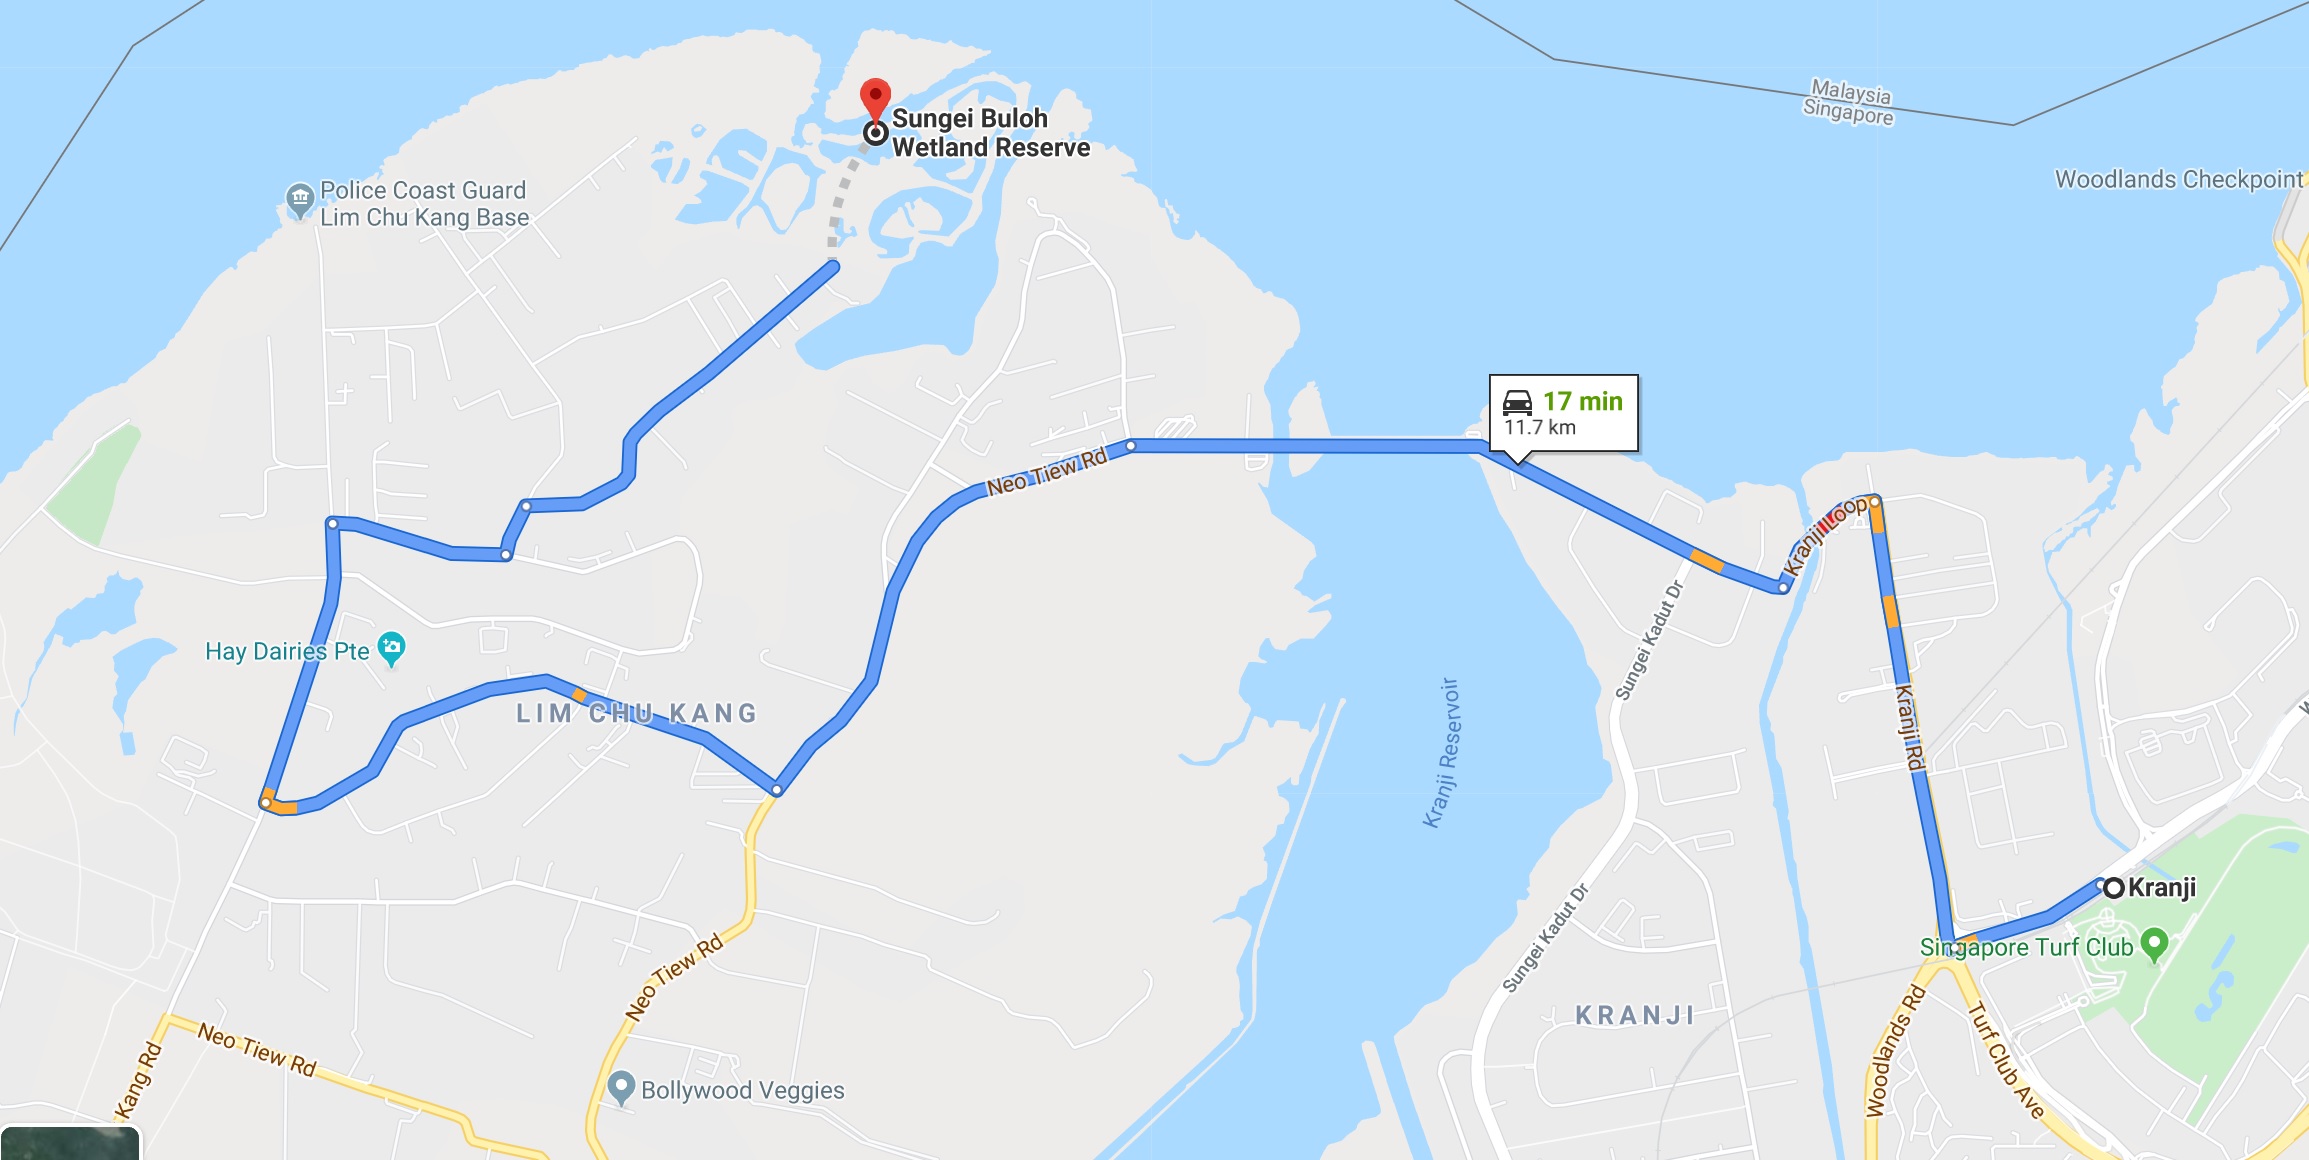 Malaysia
Singapore
Sungei Buloh
Wetland Reserve
Woodlands Checkpoint
Police Coast Guard
Lim Chu Kang Base
17 min
11.7 km
Neo Tiew Rd
Kranji Loop
Sungei Kadut Dr
Hay Dairies Pte
LIM CHU KANG
Kranji Reservoir
Kranji Rd
Kranji
Sungei Kadut Dr
Singapore Turf Club
Neo Tiew Rd
KRANJI
Woodlands Rd
Turf Club Ave
Neo Tiew Rd
Kang Rd
Bollywood Veggies